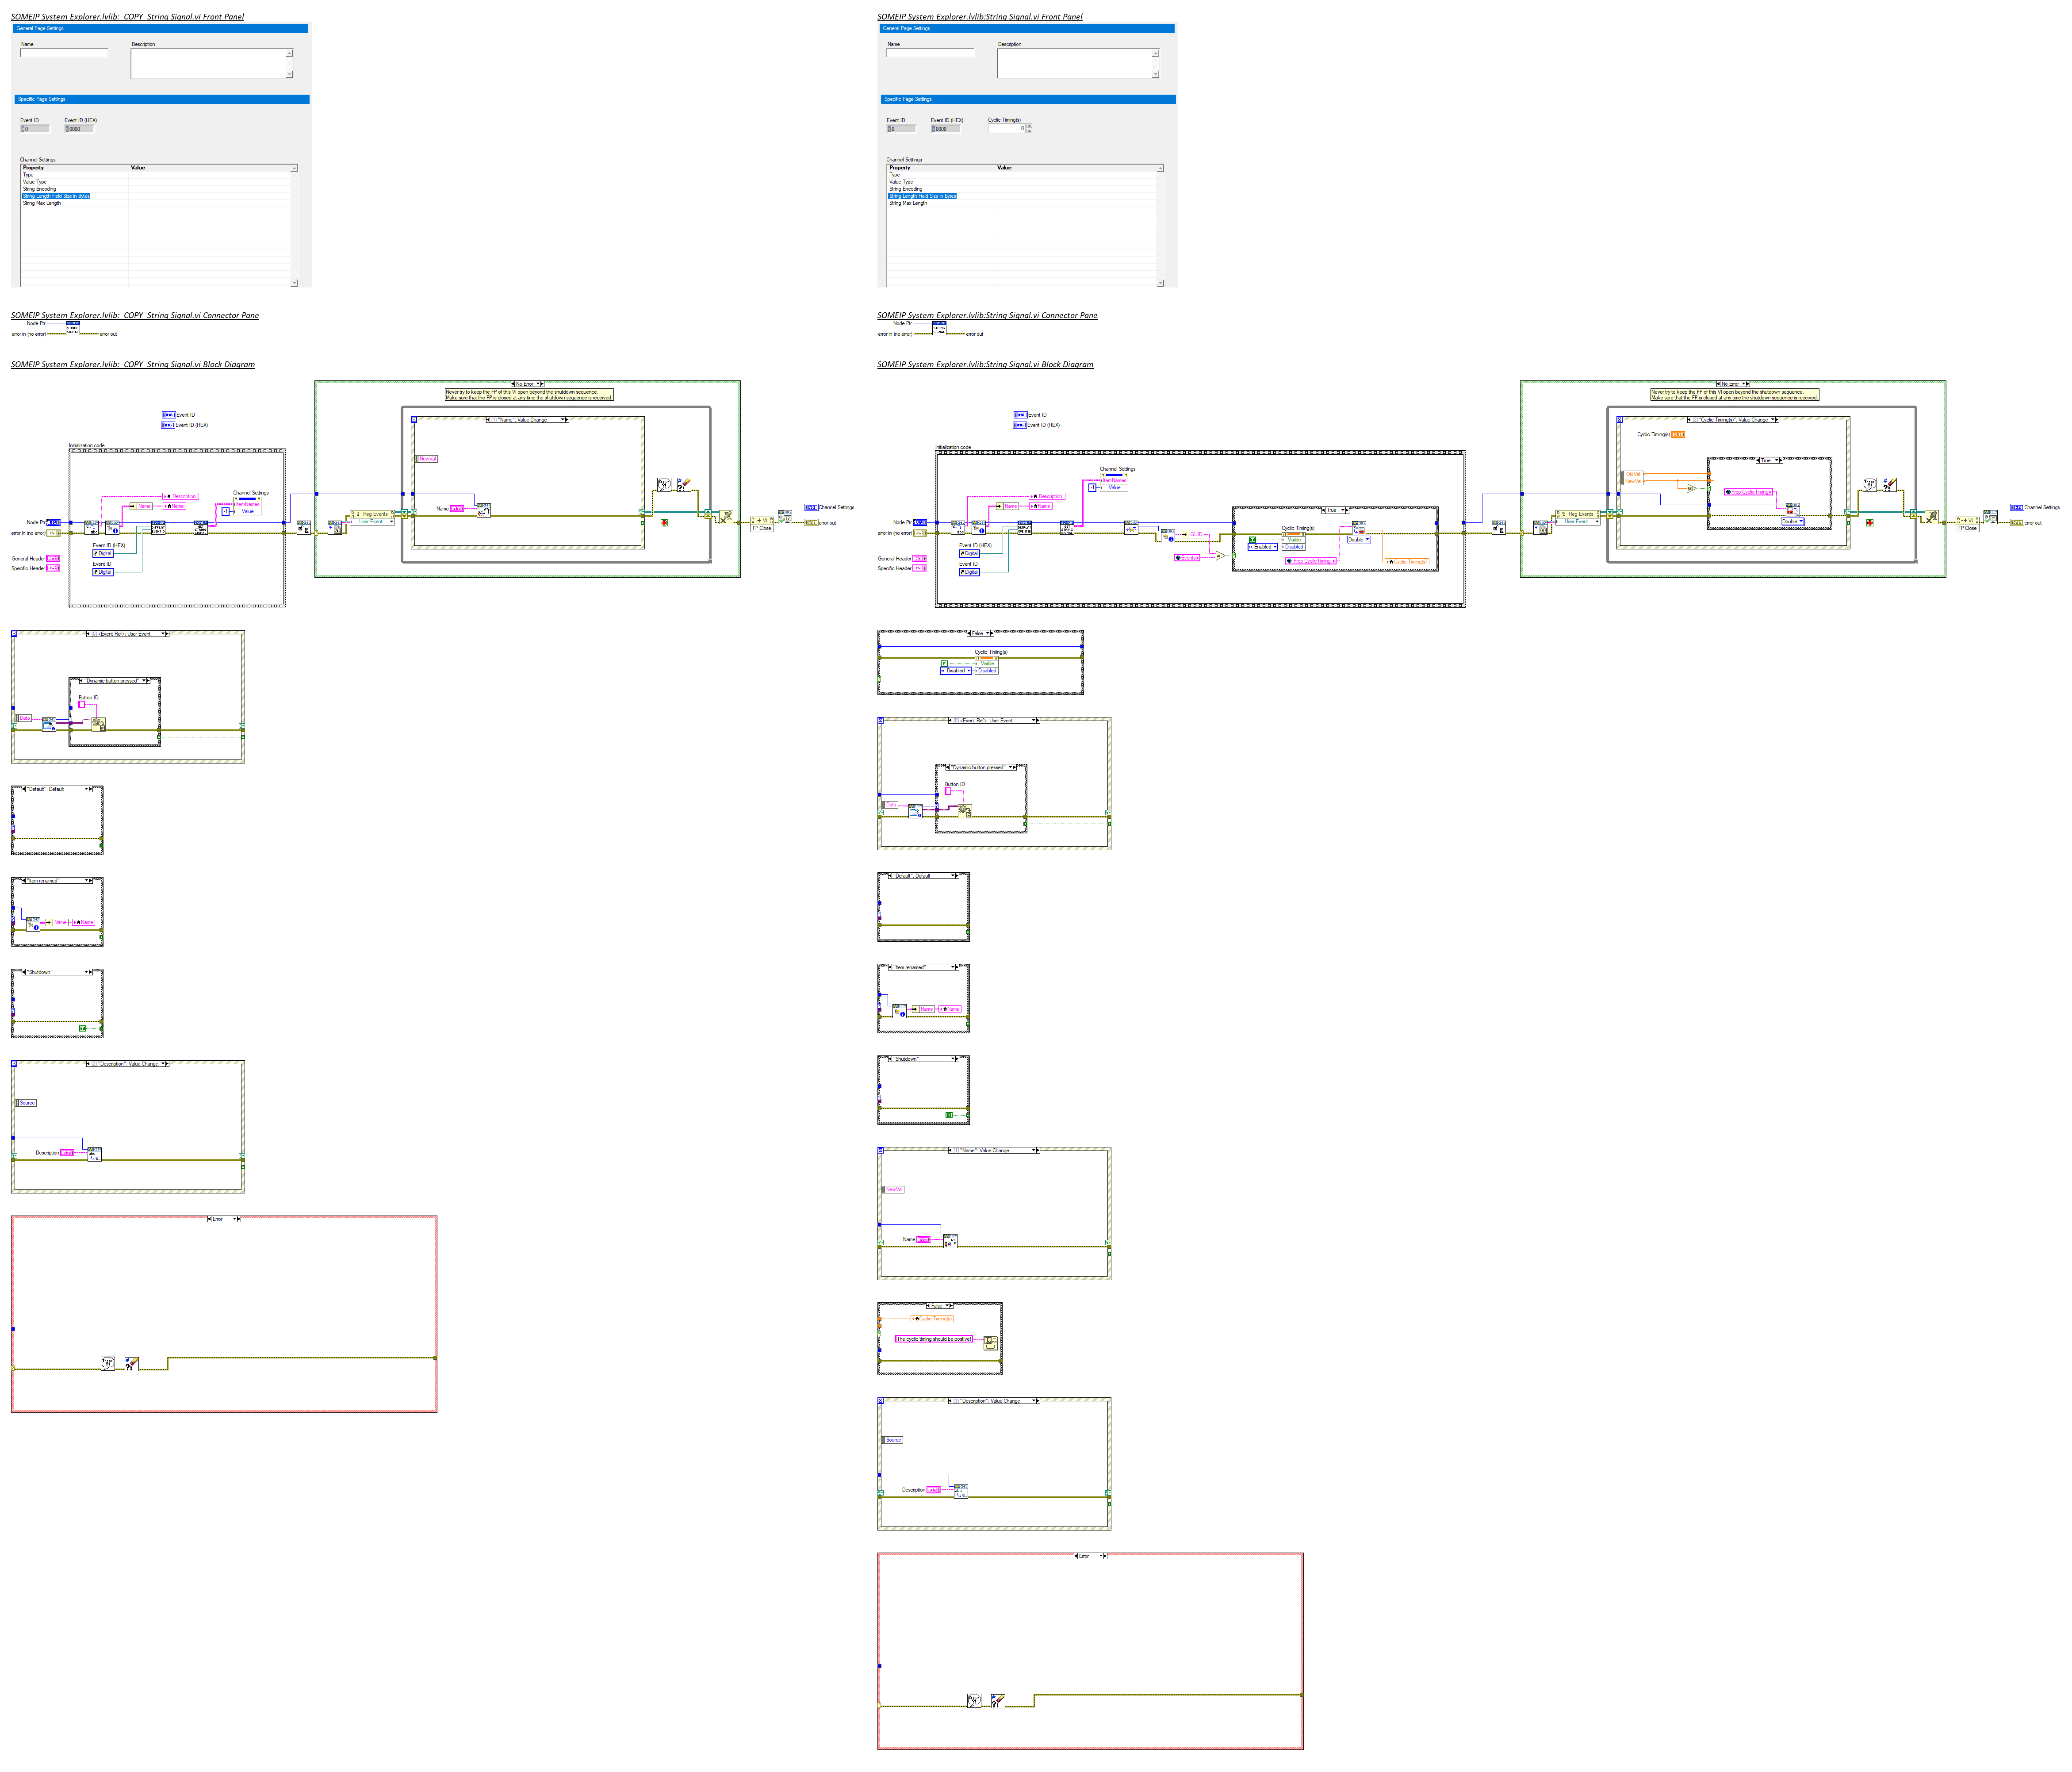 SOMEIP System Explorer.lvlib:_COPY_String Signal.vi Front Panel
General Page Settings
Name
Description
Specific Page Settings
Event ID
Event ID (HEX)
0
0000
Channel Settings
Property Value
Type
Value Type
String Encoding
String Length Field Size in Bytes
String Max Length
SOMEIP System Explorer.lvlib:_COPY_String Signal.vi Connector Pane
Node Ptr
error in (no error)
error out
SOMEIP System Explorer.lvlib:_COPY_String Signal.vi Block Diagram
No Error
Never try to keep the FP of this VI open beyond the shutdown sequence.
Make sure that the FP is closed at any time the shutdown sequence is received.
Event ID
Event ID (HEX)
"Name": Value Change
Initialization code
NewVal
Channel Settings
Description
ItemNames
Name
Name
-1
Value
Name
Node Ptr
Reg Events
User Event
Channel Settings
error in (no error)
VI
FP Close
error out
Event ID (HEX)
Digital
General Header
Event ID
Specific Header
Digital
<Event Ref>: User Event
"Dynamic button pressed"
Button ID
Data
"Default", Default
"Item renamed"
Name
Name
"Shutdown"
"Description": Value Change
Source
Description
Error
SOMEIP System Explorer.lvlib:String Signal.vi Front Panel
General Page Settings
Name
Description
Specific Page Settings
Event ID
Event ID (HEX)
Cyclic Timing(s)
0
0000
0
Channel Settings
Property Value
Type
Value Type
String Encoding
String Length Field Size in Bytes
String Max Length
SOMEIP System Explorer.lvlib:String Signal.vi Connector Pane
Node Ptr
error in (no error)
error out
SOMEIP System Explorer.lvlib:String Signal.vi Block Diagram
No Error
Never try to keep the FP of this VI open beyond the shutdown sequence.
Make sure that the FP is closed at any time the shutdown sequence is received.
Event ID
Event ID (HEX)
"Cyclic Timing(s)": Value Change
Cyclic Timing(s)
Initialization code
True
Channel Settings
ItemNames
-1
Value
OldVal
NewVal
Description
Name
Name
Prop CyclicTiming
Double
Node Ptr
error in (no error)
True
Cyclic Timing(s)
Visible
Enabled
Disabled
Double
GUID
Events
Prop CyclicTiming
Cyclic Timing(s)
Reg Events
User Event
VI
FP Close
Channel Settings
error out
Event ID (HEX)
Digital
General Header
Event ID
Specific Header
Digital
False
Cyclic Timing(s)
F
Visible
Disabled
Disabled
<Event Ref>: User Event
"Dynamic button pressed"
Button ID
Data
"Default", Default
"Item renamed"
Name
Name
"Shutdown"
"Name": Value Change
NewVal
Name
False
Cyclic Timing(s)
The cyclic timing should be postive!
"Description": Value Change
Source
Description
Error